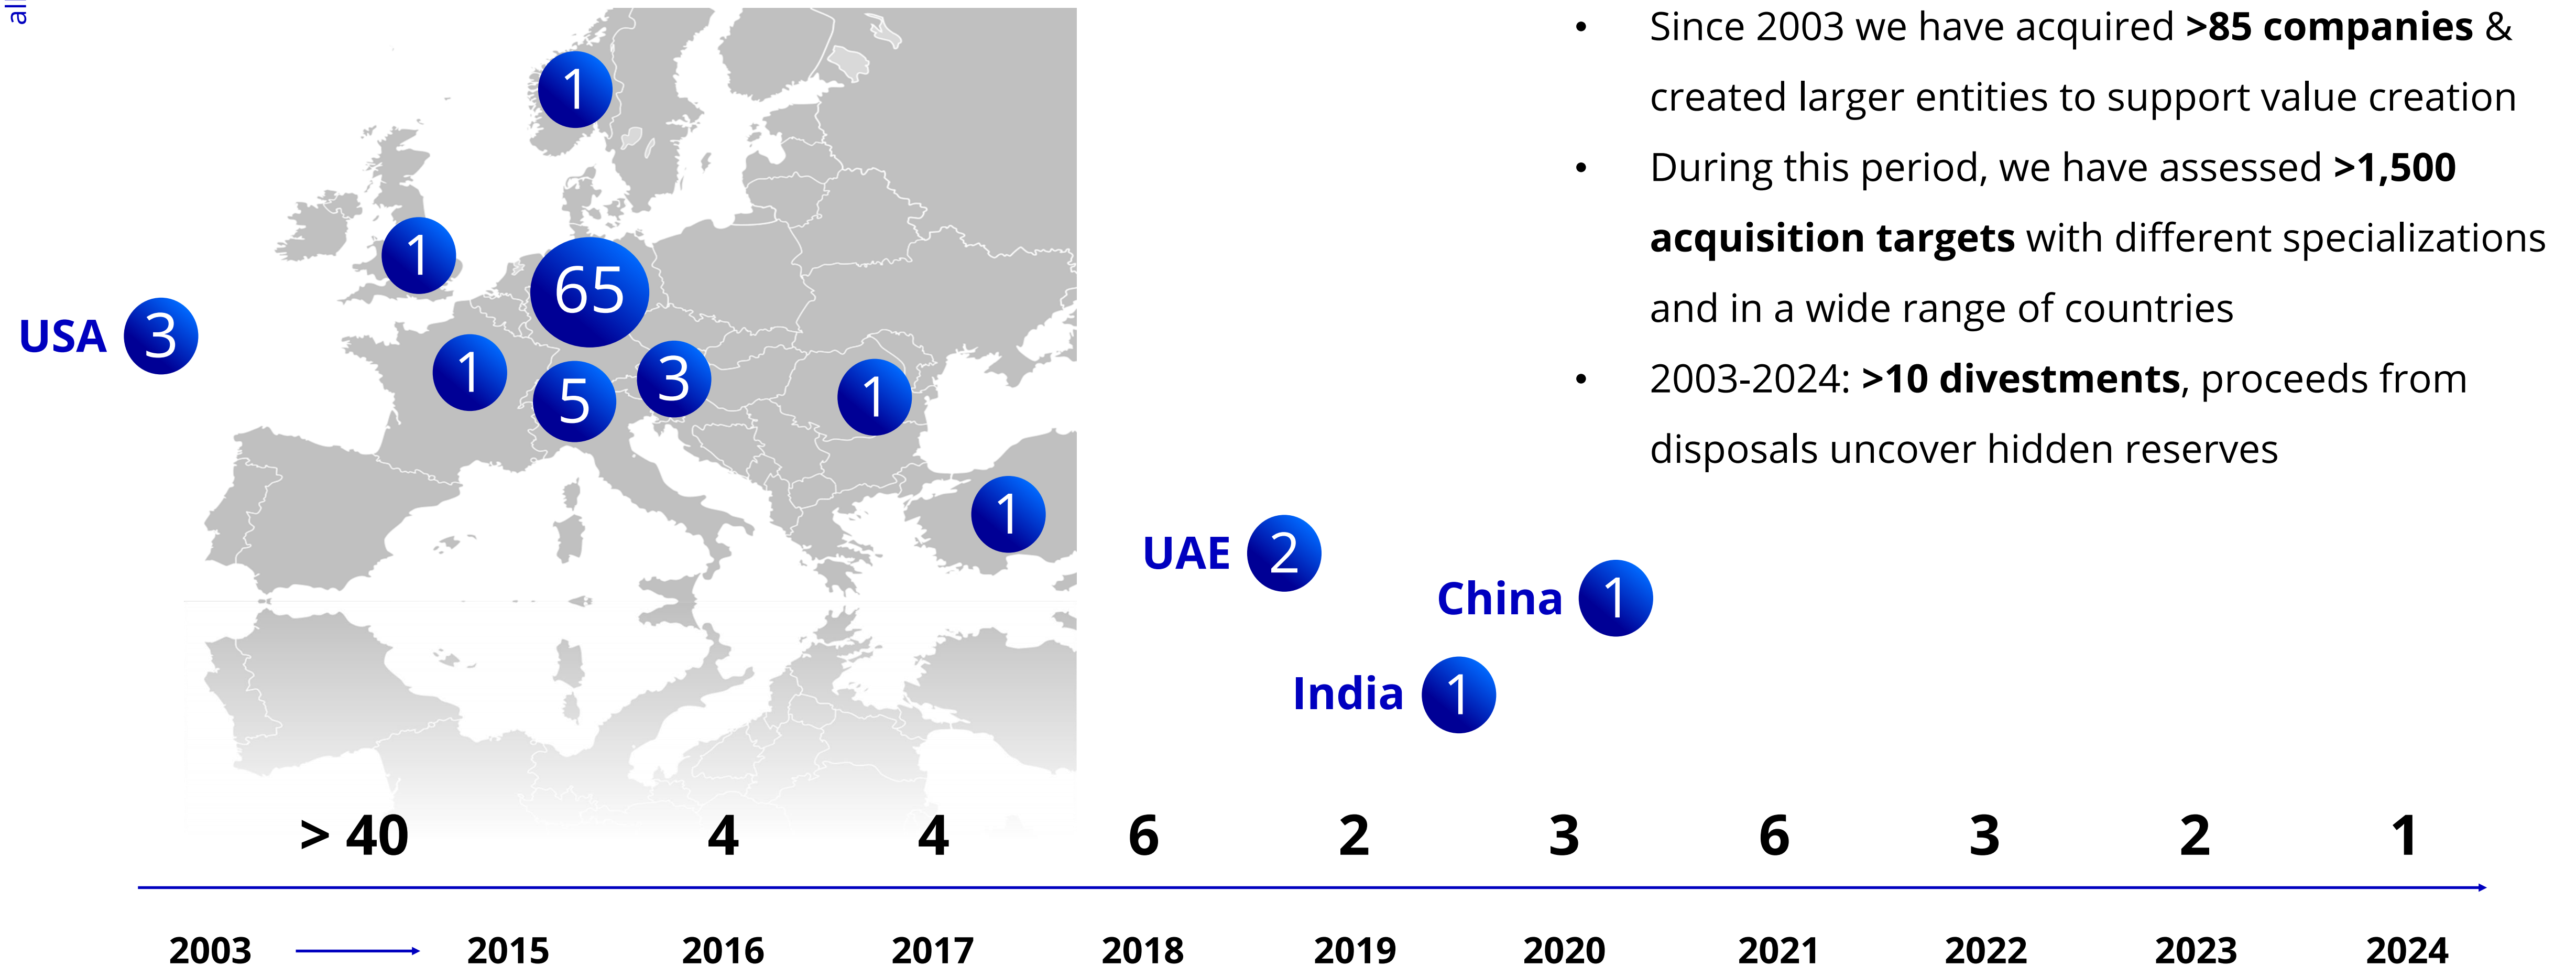 • Since 2003 we have acquired >85 companies &
created larger entities to support value creation
• During this period, we have assessed >1,500
acquisition targets with different specializations
and in a wide range of countries
• 2003-2024: >10 divestments, proceeds from
disposals uncover hidden reserves
1
1
65
USA 3
1
5
3
1
1
UAE 2
China 1
India 1
> 40 4 4 6 2 3 6 3 2 1
2003 2015 2016 2017 2018 2019 2020 2021 2022 2023 2024